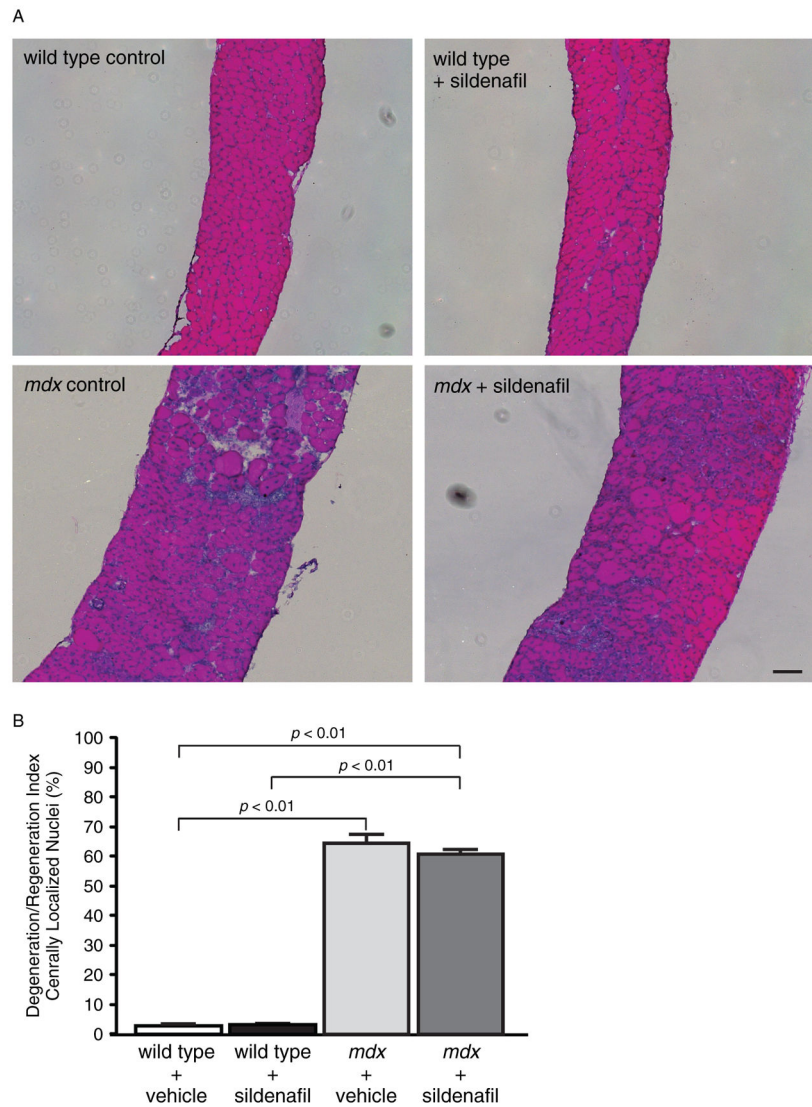 A
wild type control
wild type
+ sildenafil
mdx control
mdx + sildenafil
B
Degeneration/Regeneration Index
Cenrally Localized Nuclei (%)
100
90
80
70
60
50
40
30
20
10
0
p < 0.01
p < 0.01
p < 0.01
wild type
+
vehicle
wild type
+
sildenafil
mdx
+
vehicle
mdx
+
sildenafil